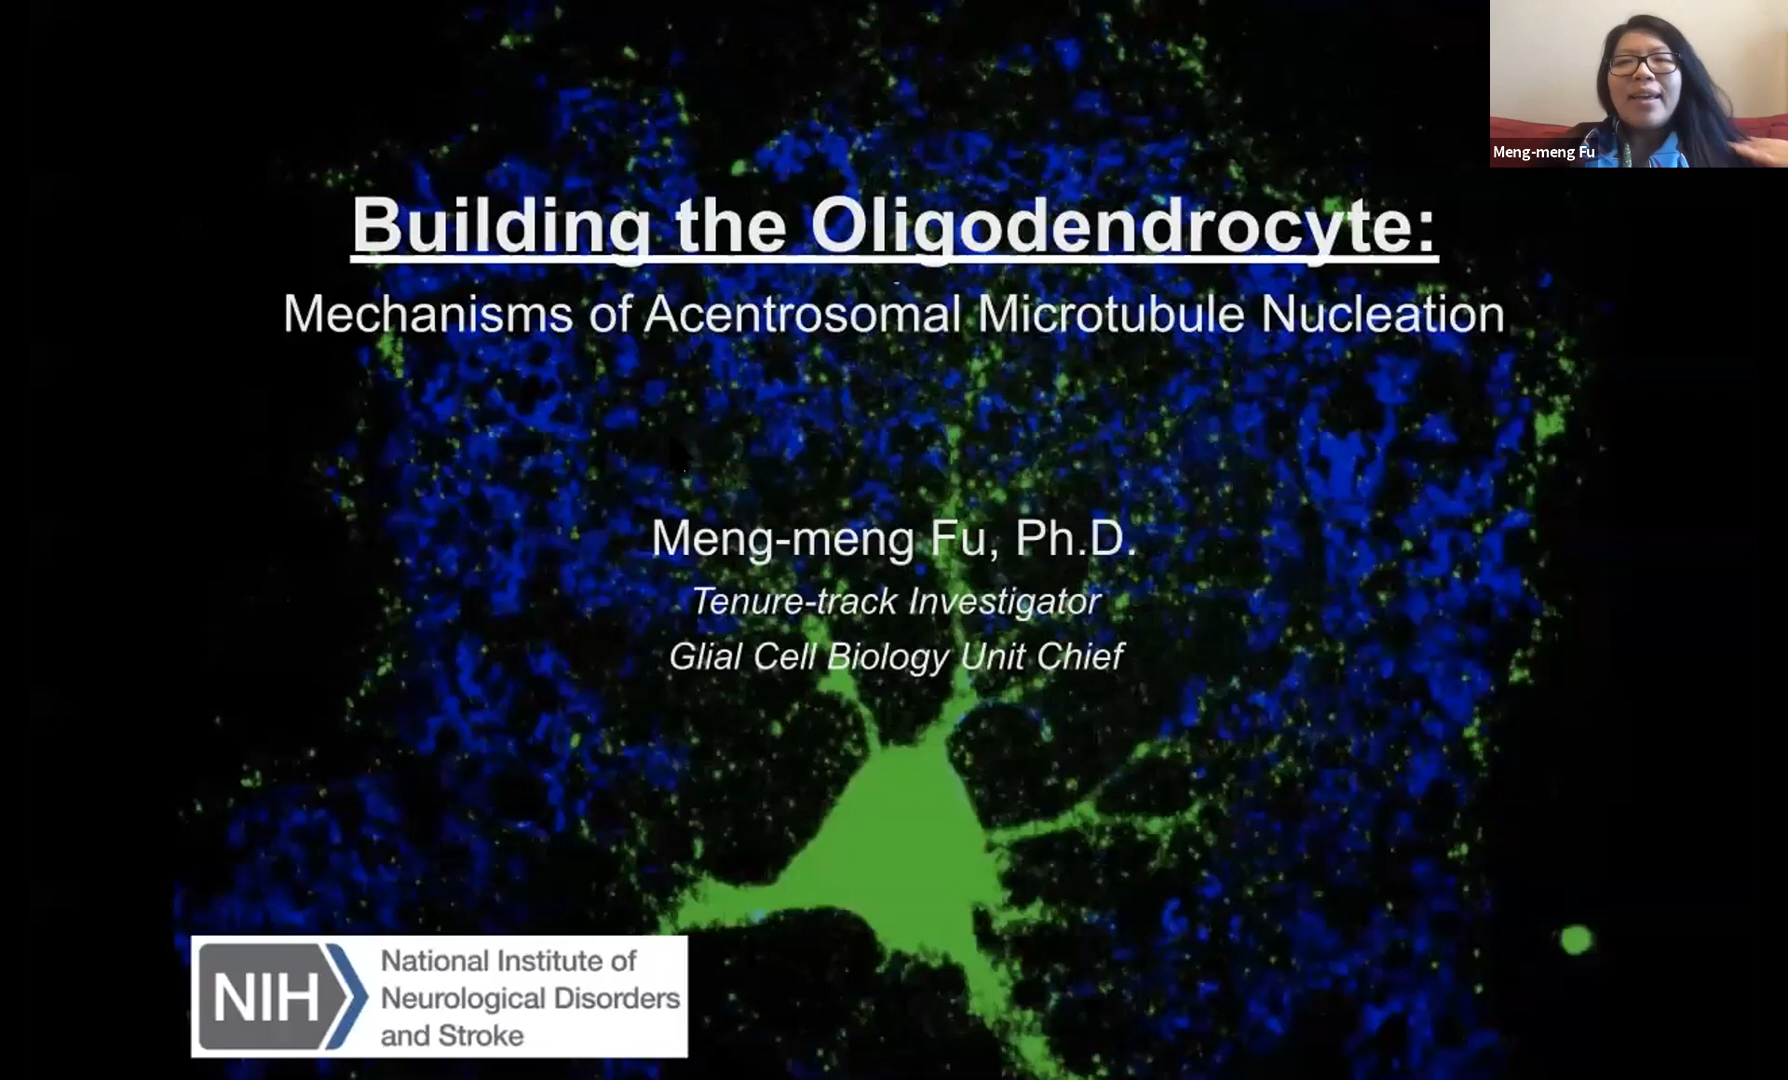 Meng-meng Fu
Building the Oligodendrocyte:
Mechanisms of Acentrosomal Microtubule Nucleation
Meng-meng Fu, Ph.D.
Tenure-track Investigator
Glial Cell Biology Unit Chief
NIH
National Institute of
Neurological Disorders
and Stroke